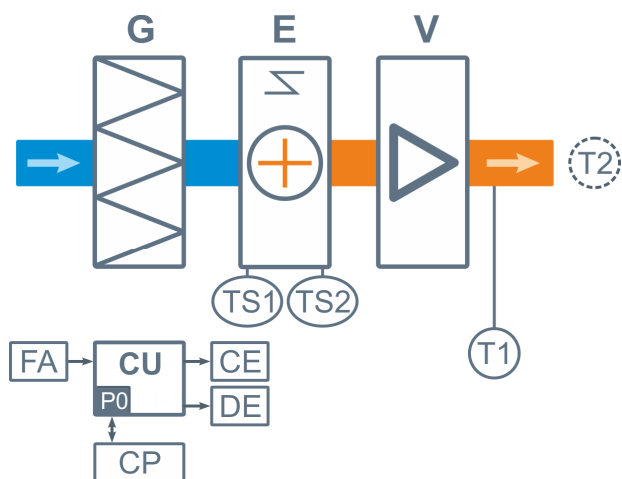 G E V
T2
TS1 TS2
T1
FA CU CE
P0 DE
CP